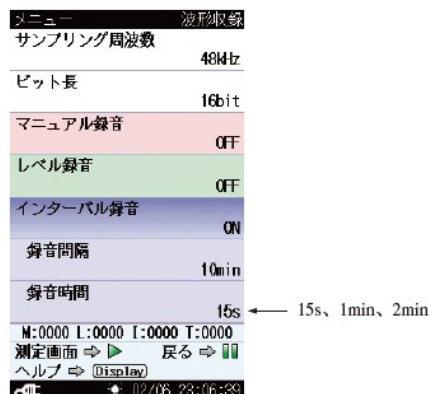 メニュー 波形収録
サンプリング周波数
48kHz
ビット長
16bit
マニュアル録音
OFF
レベル録音
OFF
インターバル録音
ON
録音間隔
10min
録音時間
15s ← 15s、1min、2min
M:0000 L:0000 I:0000 T:0000
測定画面 ⇨ ▶ 戻る ⇨ ▮▮
ヘルプ ⇨ (Display)
02/06 23:06:39